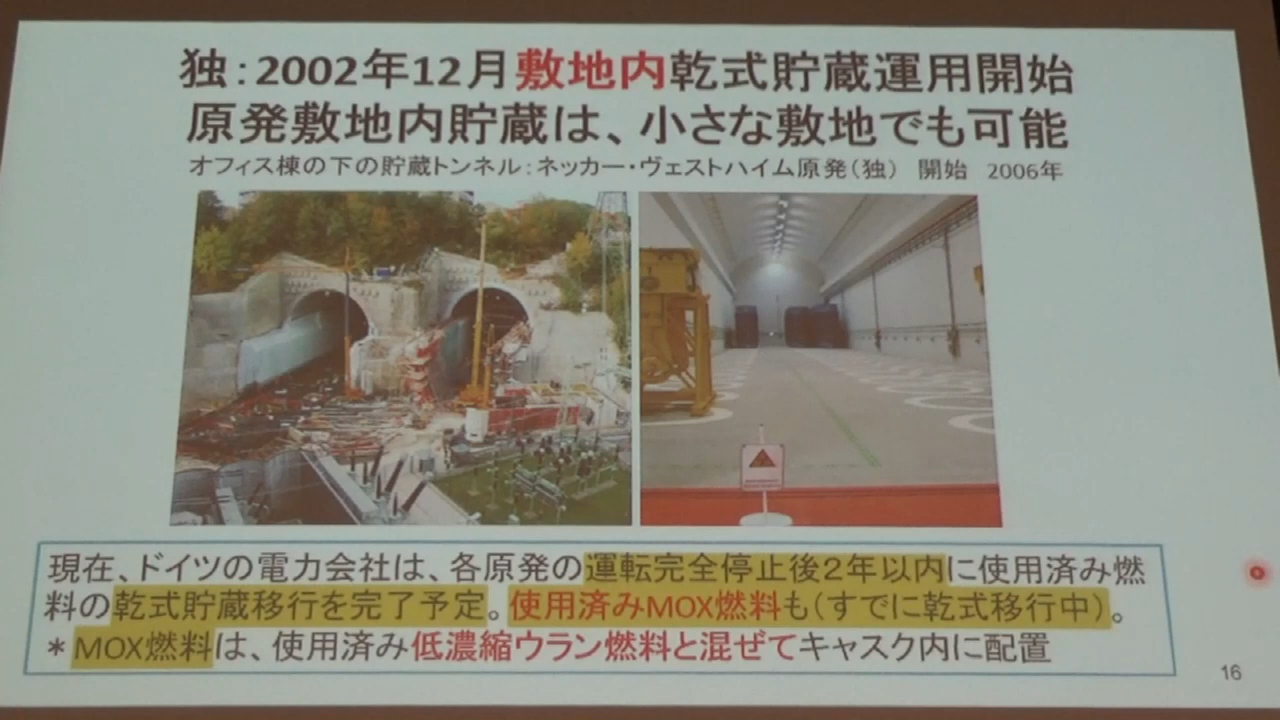 独：2002年12月敷地内乾式貯蔵運用開始
原発敷地内貯蔵は、小さな敷地でも可能
オフィス棟の下の貯蔵トンネル：ネッカー・ヴェストハイム原発（独） 開始 2006年
現在、ドイツの電力会社は、各原発の運転完全停止後２年以内に使用済み燃
料の乾式貯蔵移行を完了予定。使用済みMOX燃料も（すでに乾式移行中）。
＊MOX燃料は、使用済み低濃縮ウラン燃料と混ぜてキャスク内に配置
16